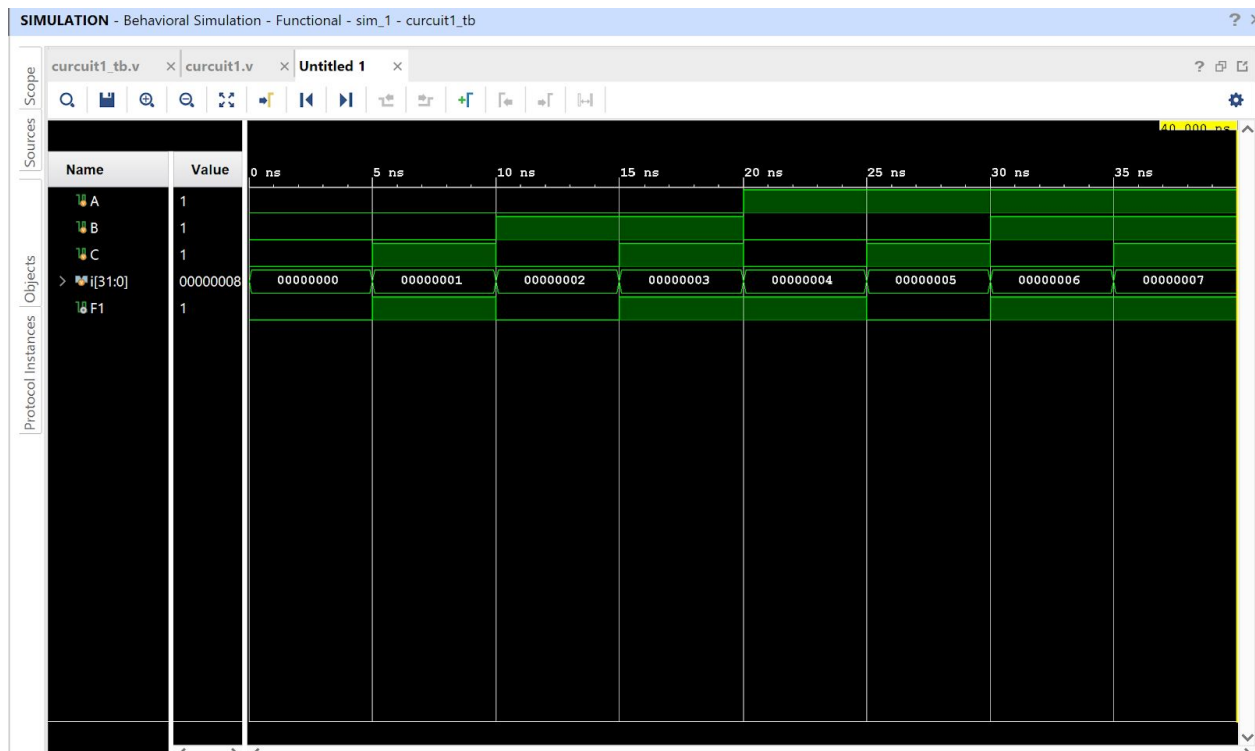 SIMULATION - Behavioral Simulation - Functional - sim_1 - curcuit1_tb
curcuit1_tb.v
curcuit1.v
Untitled 1
Scope
Sources
Objects
Protocol Instances
40.000 ns
Name Value 0 ns 5 ns 10 ns 15 ns 20 ns 25 ns 30 ns 35 ns
A 1
B 1
C 1
i[31:0] 00000008 00000000 00000001 00000002 00000003 00000004 00000005 00000006 00000007
F1 1